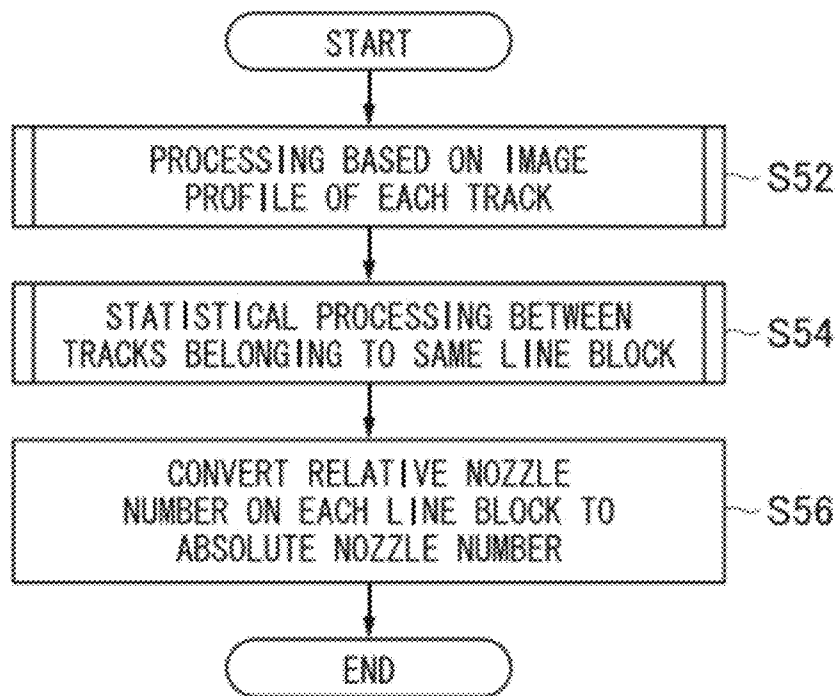 START
PROCESSING BASED ON IMAGE
PROFILE OF EACH TRACK
S52
STATISTICAL PROCESSING BETWEEN
TRACKS BELONGING TO SAME LINE BLOCK
S54
CONVERT RELATIVE NOZZLE
NUMBER ON EACH LINE BLOCK TO
ABSOLUTE NOZZLE NUMBER
S56
END